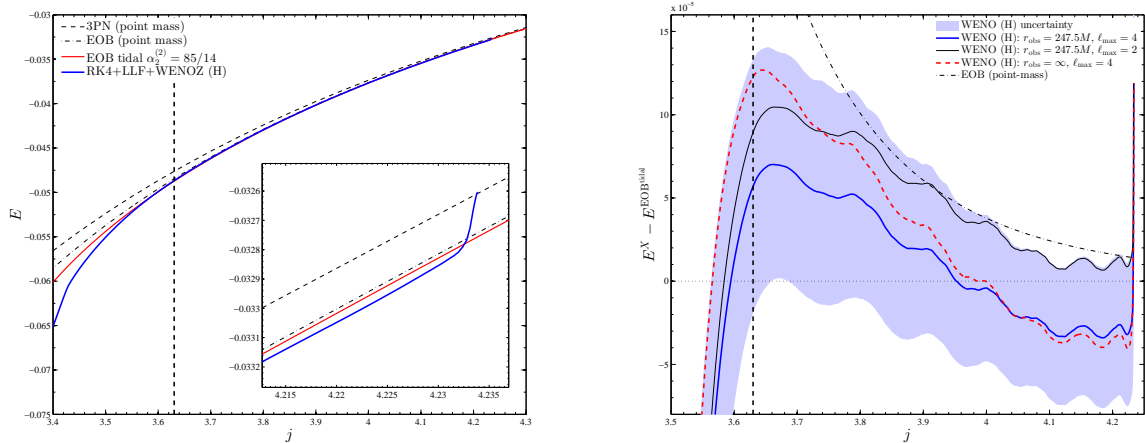 3PN (point mass)
EOB (point mass)
EOB tidal α₂⁽²⁾ = 85/14
RK4+LLF+WENOZ (H)
−0.03
−0.035
−0.04
−0.045
−0.05
−0.055
−0.06
−0.065
−0.07
−0.075
E
3.4 3.5 3.6 3.7 3.8 3.9 4 4.1 4.2 4.3
j
−0.0326
−0.0327
−0.0328
−0.0329
−0.033
−0.0331
−0.0332
4.215 4.22 4.225 4.23 4.235
x 10⁻⁵
WENO (H) uncertainty
WENO (H): r_obs = 247.5M, ℓ_max = 4
WENO (H): r_obs = 247.5M, ℓ_max = 2
WENO (H): r_obs = ∞, ℓ_max = 4
EOB (point-mass)
15
10
5
0
−5
E^X − E^EOB^tidal
3.5 3.6 3.7 3.8 3.9 4 4.1 4.2
j